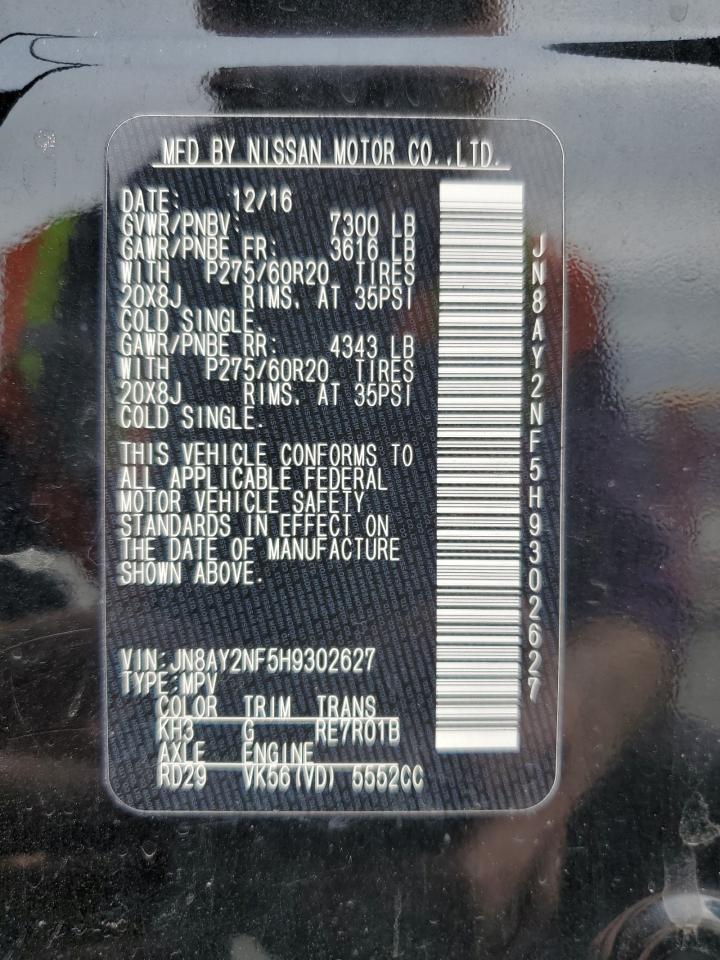 MFD BY NISSAN MOTOR CO.,LTD.
DATE: 12/16
GVWR/PNBV: 7300 LB
GAWR/PNBE FR: 3616 LB
WITH P275/60R20 TIRES
20X8J RIMS. AT 35PSI
COLD SINGLE.
GAWR/PNBE RR: 4343 LB
WITH P275/60R20 TIRES
20X8J RIMS. AT 35PSI
COLD SINGLE.
THIS VEHICLE CONFORMS TO
ALL APPLICABLE FEDERAL
MOTOR VEHICLE SAFETY
STANDARDS IN EFFECT ON
THE DATE OF MANUFACTURE
SHOWN ABOVE.
VIN:JN8AY2NF5H9302627
TYPE:MPV
COLOR TRIM TRANS
KH3 G RE7R01B
AXLE ENGINE
RD29 VK56(VD) 5552CC
JN8AY2NF5H9302627